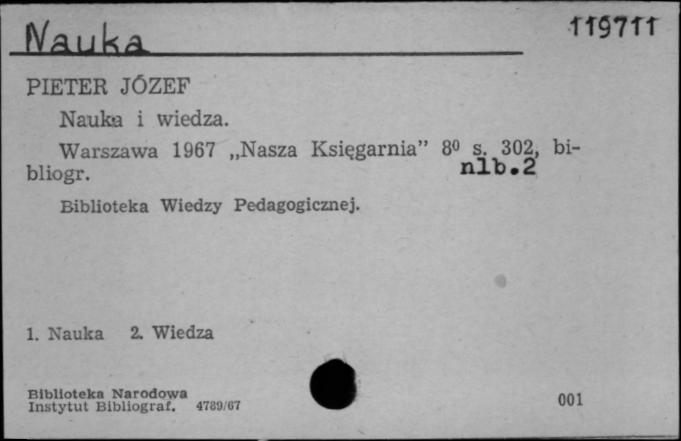 Nauka 119711
PIETER JÓZEF
Nauka i wiedza.
Warszawa 1967 „Nasza Księgarnia” 8⁰ s. 302, bi-
bliogr. nlb.2
Biblioteka Wiedzy Pedagogicznej.
1. Nauka 2. Wiedza
Biblioteka Narodowa
Instytut Bibliograf. 4789/67
001